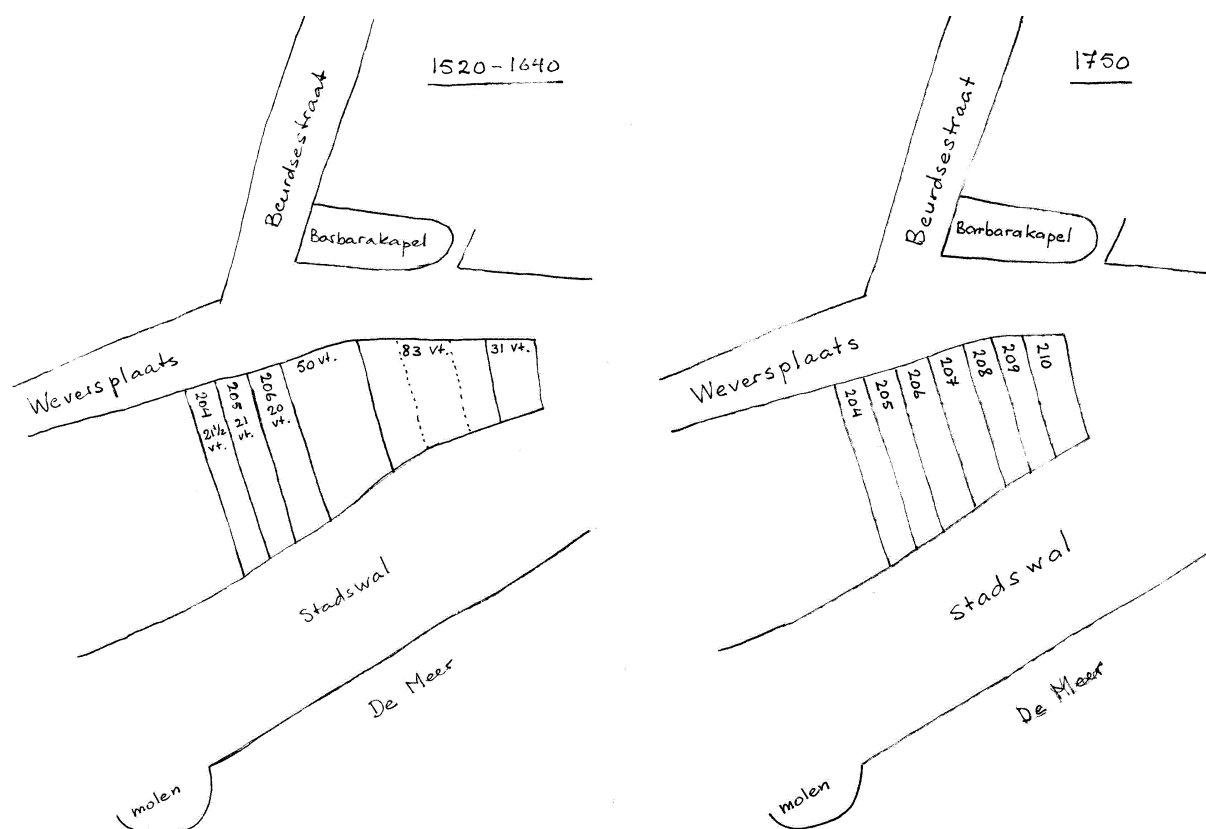 1520-1640
Beurdsestraat
Barbarakapel
Weversplaats
204
21½
vt.
205
21
vt.
206
20
vt.
50 vt.
83 vt.
31 vt.
Stadswal
De Meer
molen
1750
Beurdsestraat
Barbarakapel
Weversplaats
204
205
206
207
208
209
210
Stadswal
De Meer
molen